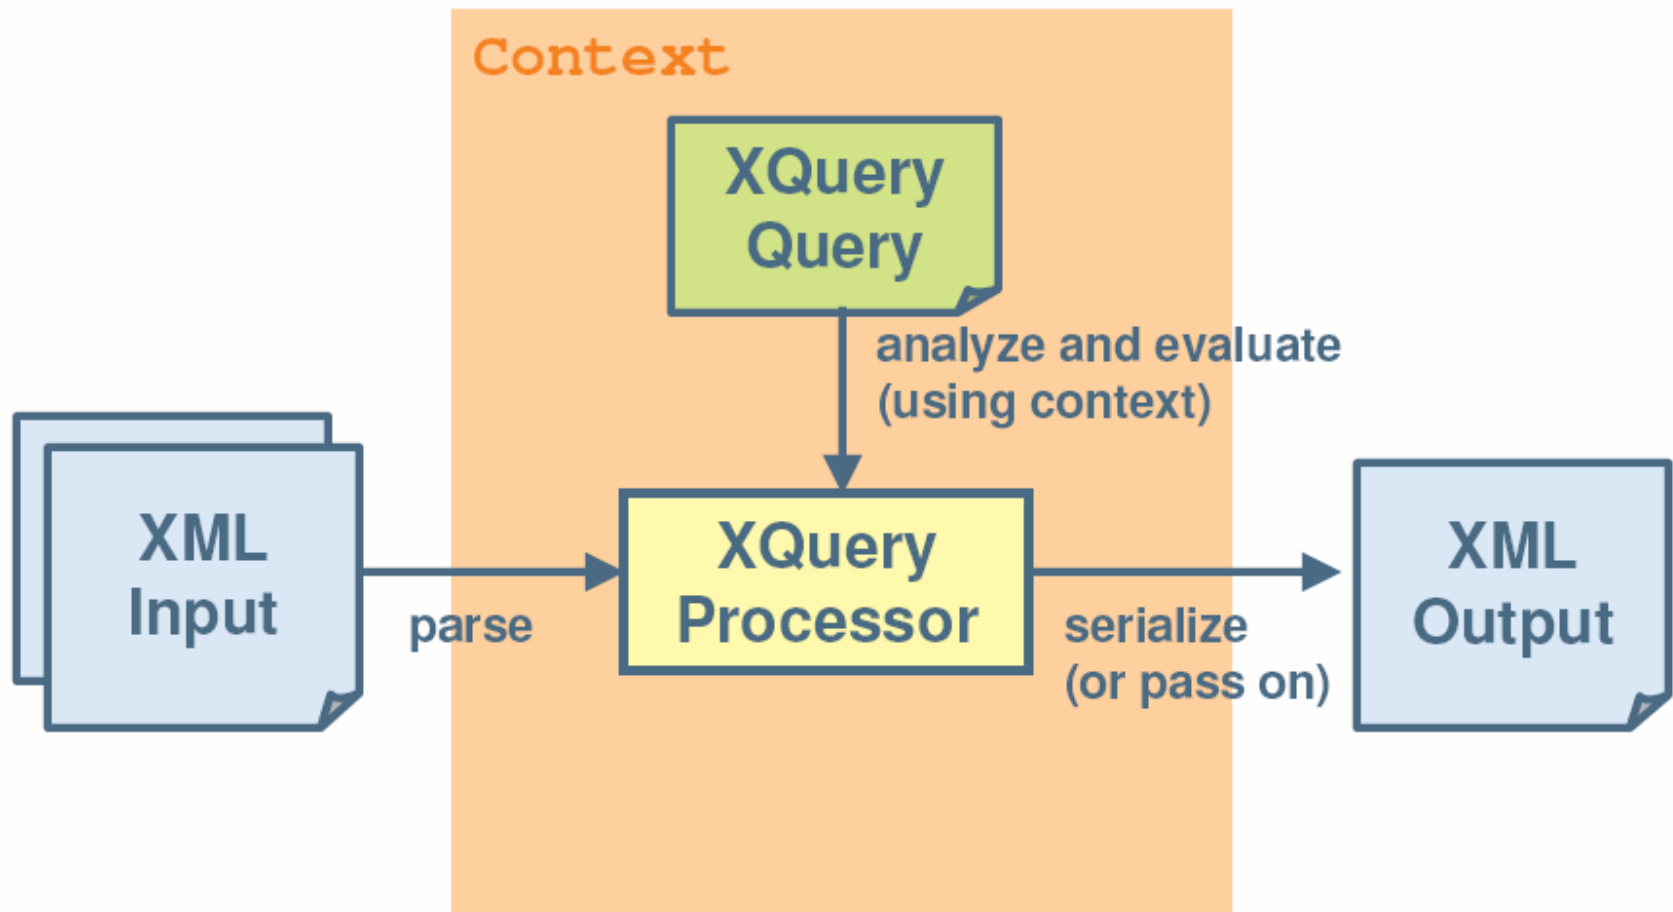 Context
XQuery
Query
analyze and evaluate
(using context)
XML
Input
parse
XQuery
Processor
serialize
(or pass on)
XML
Output